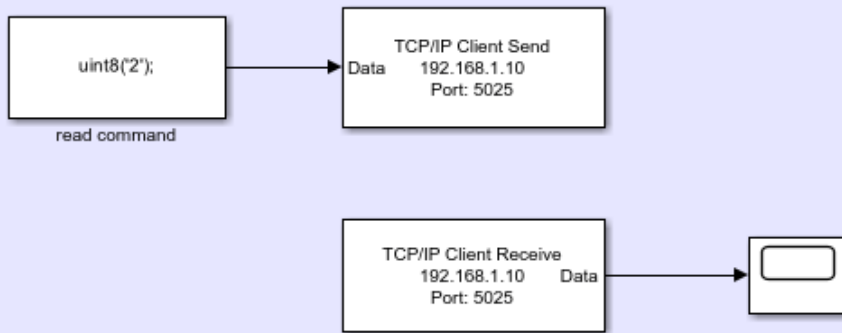 uint8('2');
read command
TCP/IP Client Send
Data
192.168.1.10
Port: 5025
TCP/IP Client Receive
192.168.1.10
Data
Port: 5025